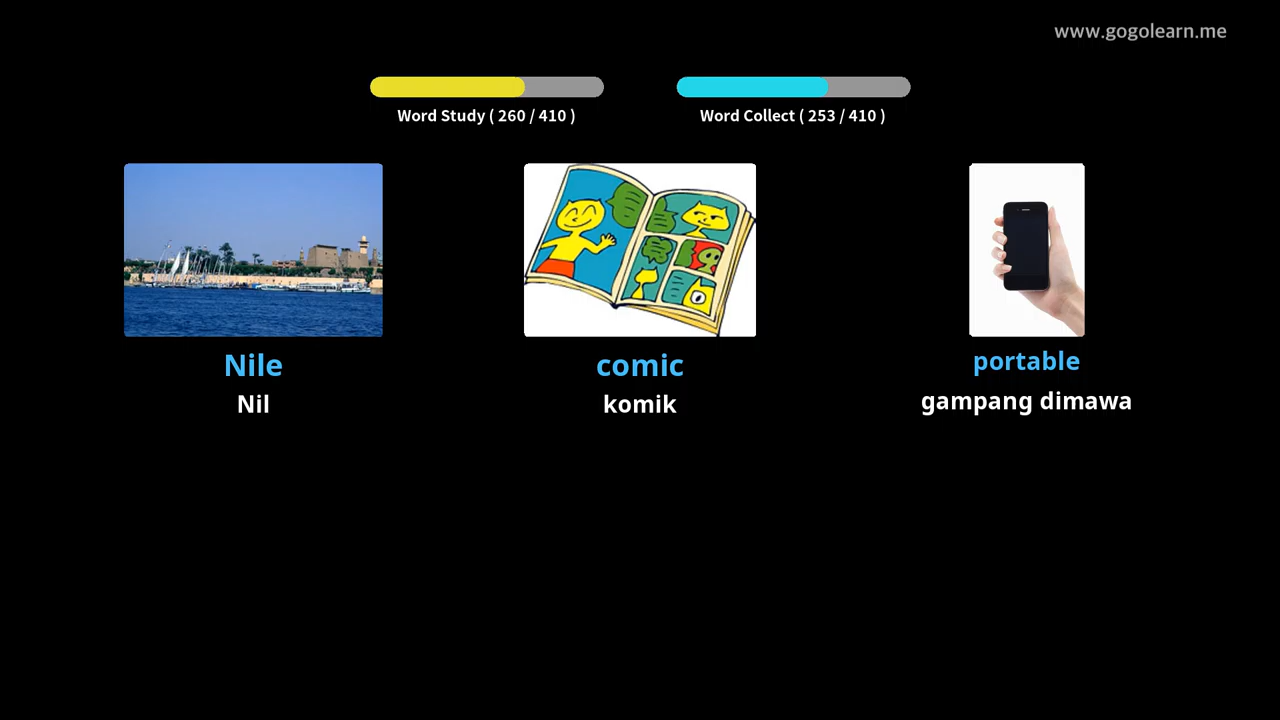 www.gogolearn.me
Word Study ( 260 / 410 )
Word Collect ( 253 / 410 )
Nile
Nil
comic
komik
portable
gampang dimawa